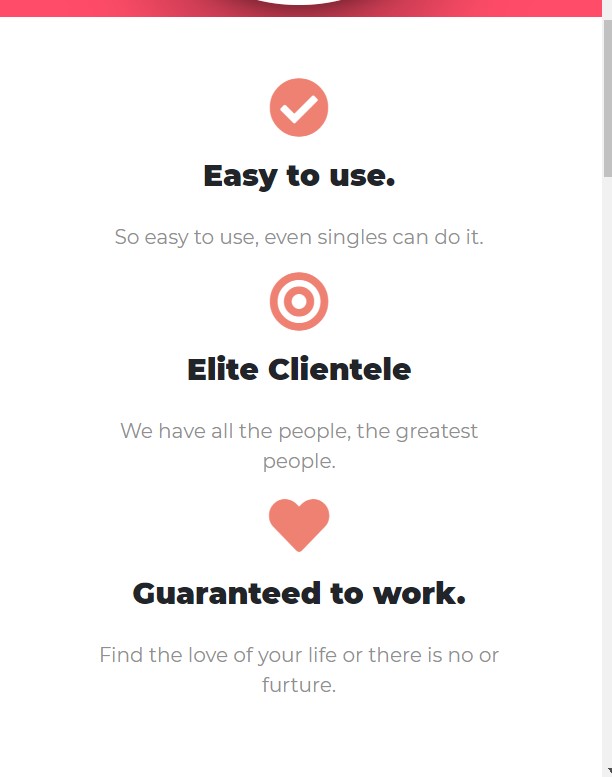 Easy to use.
So easy to use, even singles can do it.
Elite Clientele
We have all the people, the greatest
people.
Guaranteed to work.
Find the love of your life or there is no or
furture.